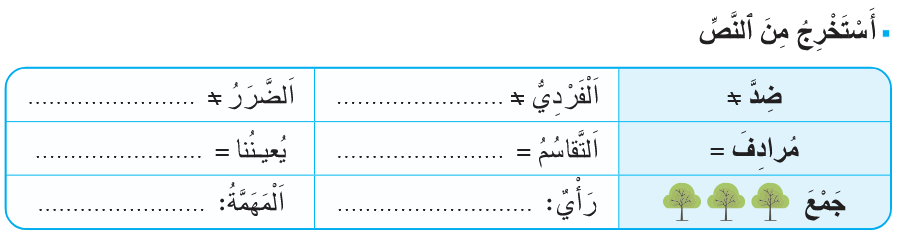 ▪ أَسْتَخْرِجُ مِنَ ٱلنَّصِّ
ضِدَّ ≠ اَلْفَرْدِيُّ ≠ ........................ اَلضَّرَرُ ≠ ........................
مُرادِفَ = اَلتَّقاسُمُ = ........................ يُعينُنا = ........................
جَمْعَ رَأْيٌ: ............................ اَلْمَهَمَّةُ: ........................